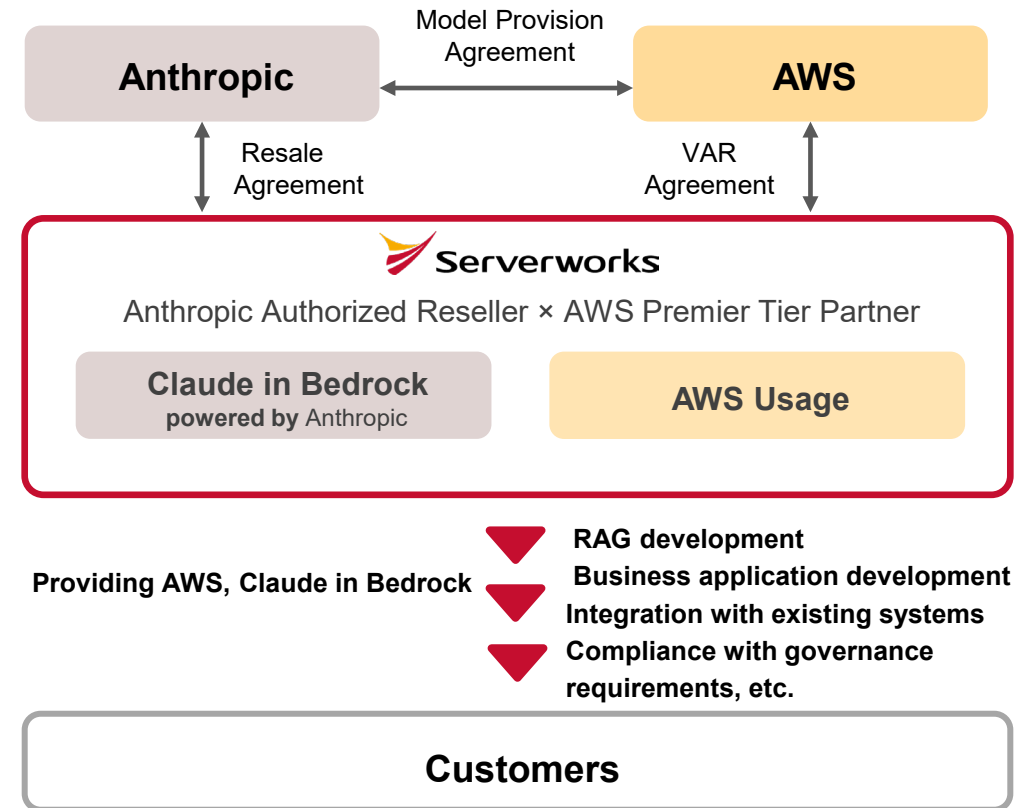 Model Provision
Agreement
Anthropic
AWS
Resale
Agreement
VAR
Agreement
Serverworks
Anthropic Authorized Reseller × AWS Premier Tier Partner
Claude in Bedrock
powered by Anthropic
AWS Usage
Providing AWS, Claude in Bedrock
RAG development
Business application development
Integration with existing systems
Compliance with governance
requirements, etc.
Customers